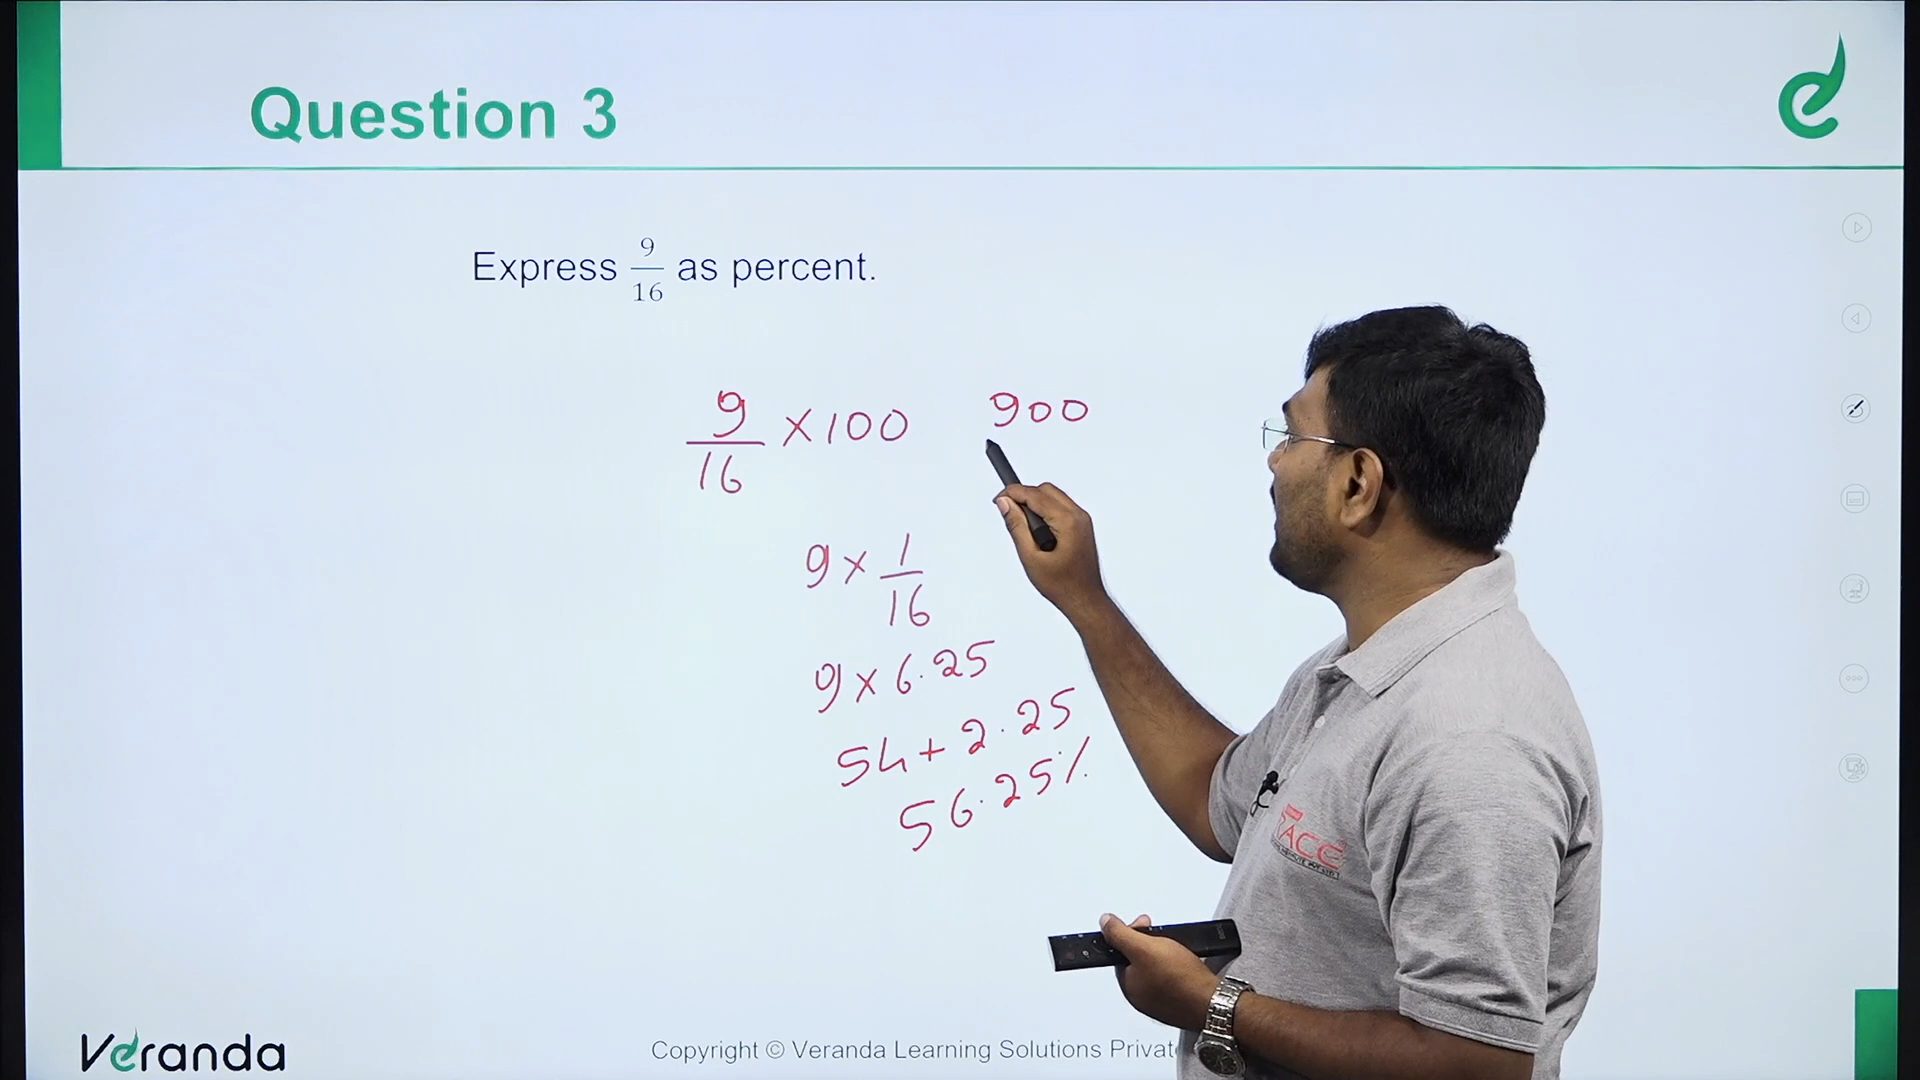 Question 3
Express 9/16 as percent.
9/16 × 100
900
9 × 1/16
9 × 6.25
54 + 2.25
56.25%
RACE
Veranda
Copyright © Veranda Learning Solutions